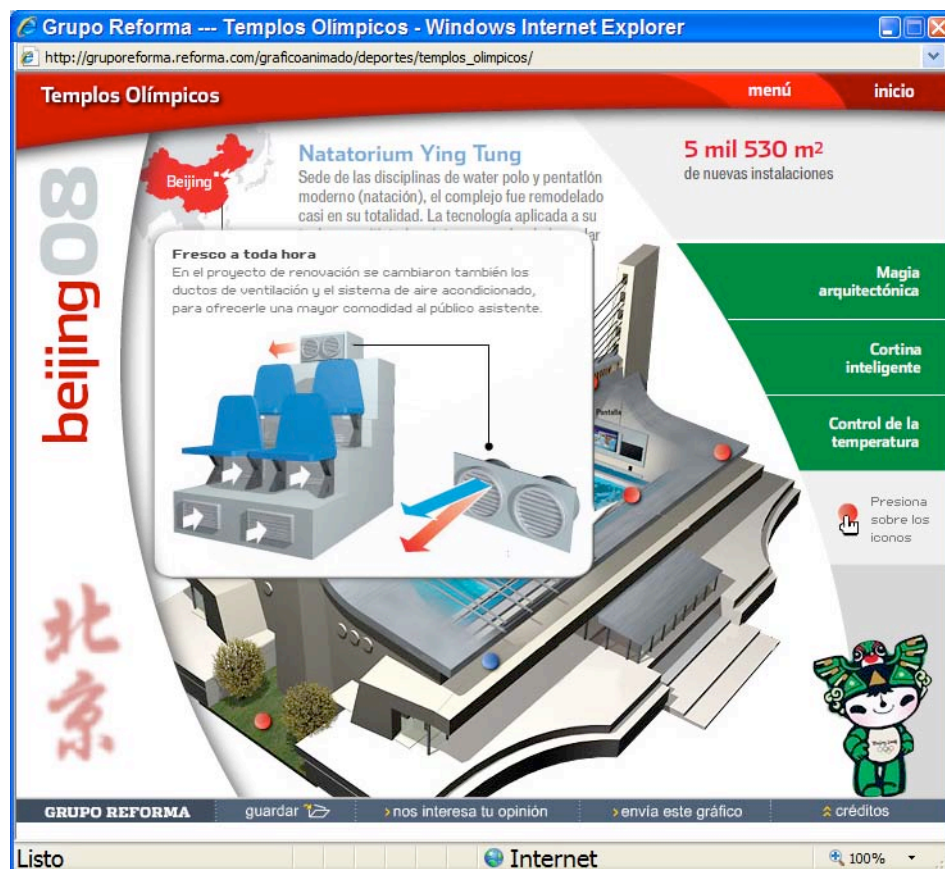 Grupo Reforma --- Templos Olímpicos - Windows Internet Explorer
http://gruporeforma.reforma.com/graficoanimado/deportes/templos_olimpicos/
Templos Olímpicos
menú
inicio
beijing08
Beijing
Natatorium Ying Tung
Sede de las disciplinas de water polo y pentatlón
moderno (natación), el complejo fue remodelado
casi en su totalidad. La tecnología aplicada a su
5 mil 530 m2
de nuevas instalaciones
Fresco a toda hora
En el proyecto de renovación se cambiaron también los
ductos de ventilación y el sistema de aire acondicionado,
para ofrecerle una mayor comodidad al público asistente.
Pantalla
Magia
arquitectónica
Cortina
inteligente
Control de la
temperatura
Presiona
sobre los
iconos
北京
Beijing 2008
GRUPO REFORMA
guardar
nos interesa tu opinión
envía este gráfico
créditos
Listo
Internet
100%